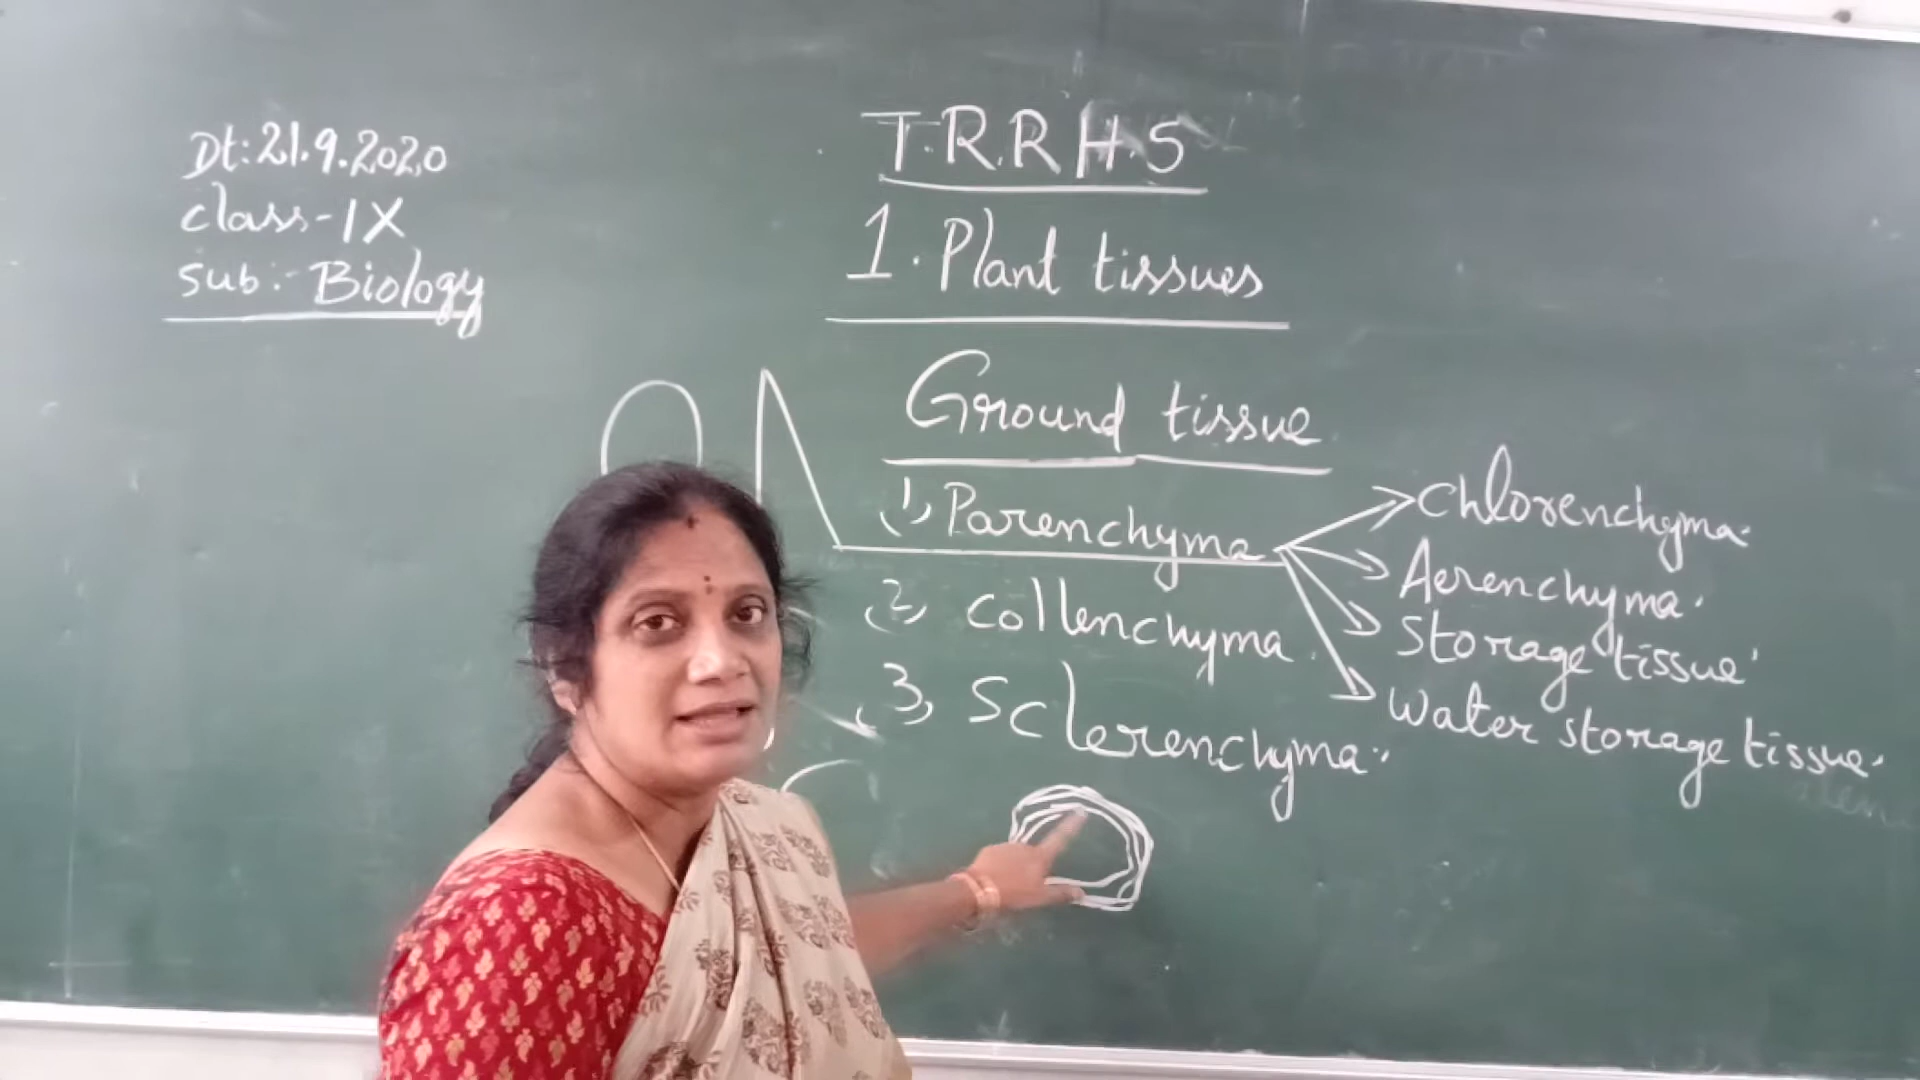 Dt: 21.9.2020
class - IX
Sub :- Biology
T.R.R.H.S
1. Plant tissues
Ground tissue
1) Parenchyma
2) Collenchyma
3) Sclerenchyma
Chlorenchyma
Aerenchyma
Storage tissue
Water storage tissue